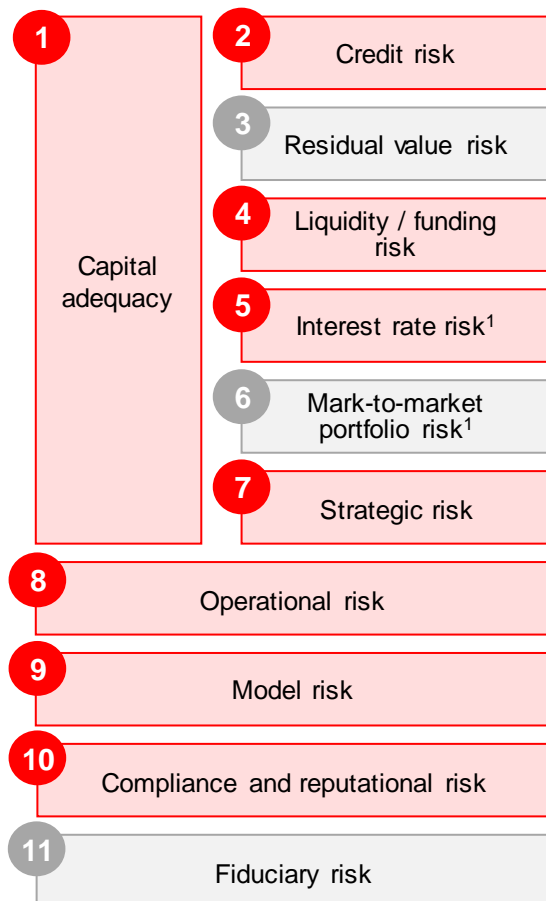 1
Capital
adequacy
2
Credit risk
3
Residual value risk
4
Liquidity / funding
risk
5
Interest rate risk¹
6
Mark-to-market
portfolio risk¹
7
Strategic risk
8
Operational risk
9
Model risk
10
Compliance and reputational risk
11
Fiduciary risk